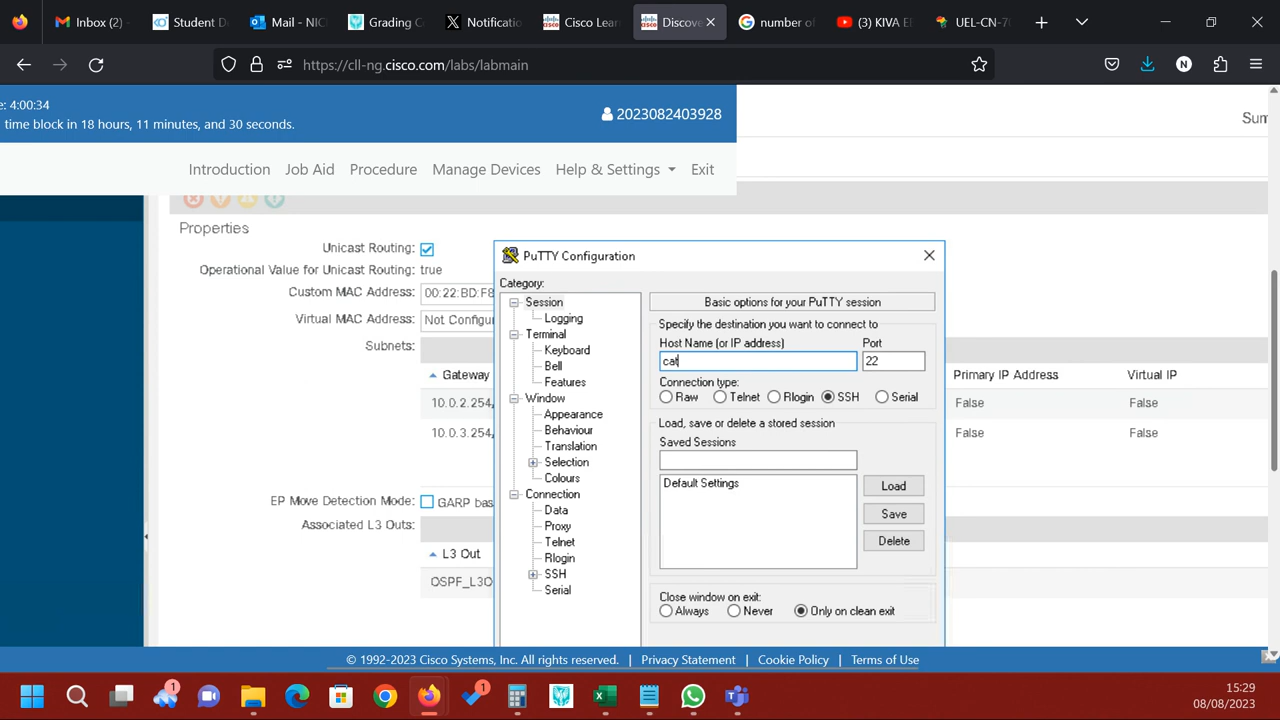 Inbox (2)
Student D
Mail - NIC
Grading C
Notification
Cisco Lear
Discove
number of
(3) KIVA E
UEL-CN-7
https://cll-ng.cisco.com/labs/labmain
N
e: 4:00:34
time block in 18 hours, 11 minutes, and 30 seconds.
2023082403928
Sum
Introduction
Job Aid
Procedure
Manage Devices
Help & Settings
Exit
Properties
Unicast Routing:
Operational Value for Unicast Routing: true
Custom MAC Address: 00:22:BD:F8
Virtual MAC Address: Not Configu
Subnets:
Gateway
Primary IP Address
Virtual IP
10.0.2.254,
False
False
10.0.3.254,
False
False
EP Move Detection Mode: GARP bas
Associated L3 Outs:
L3 Out
OSPF_L3O
PuTTY Configuration
Category:
Session
Logging
Terminal
Keyboard
Bell
Features
Window
Appearance
Behaviour
Translation
Selection
Colours
Connection
Data
Proxy
Telnet
Rlogin
SSH
Serial
Basic options for your PuTTY session
Specify the destination you want to connect to
Host Name (or IP address)
Port
cat
22
Connection type:
Raw
Telnet
Rlogin
SSH
Serial
Load, save or delete a stored session
Saved Sessions
Default Settings
Load
Save
Delete
Close window on exit:
Always
Never
Only on clean exit
© 1992-2023 Cisco Systems, Inc. All rights reserved.
Privacy Statement
Cookie Policy
Terms of Use
1
1
15:29
08/08/2023